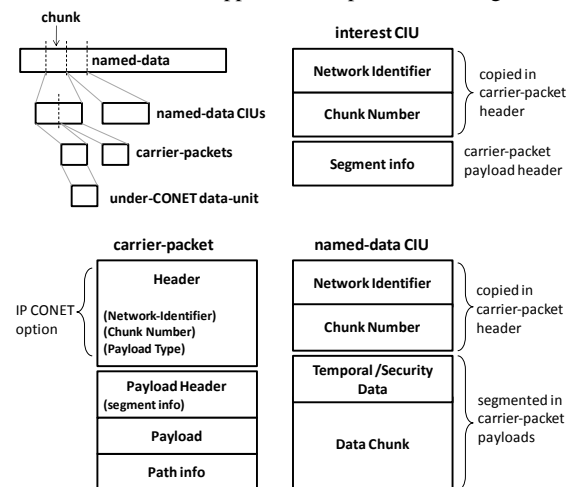 chunk
named-data
named-data CIUs
carrier-packets
under-CONET data-unit
interest CIU
Network Identifier
Chunk Number
Segment info
copied in
carrier-packet
header
carrier-packet
payload header
carrier-packet
Header
(Network-Identifier)
(Chunk Number)
(Payload Type)
IP CONET
option
Payload Header
(segment info)
Payload
Path info
named-data CIU
Network Identifier
Chunk Number
Temporal /Security
Data
Data Chunk
copied in
carrier-packet
header
segmented in
carrier-packet
payloads